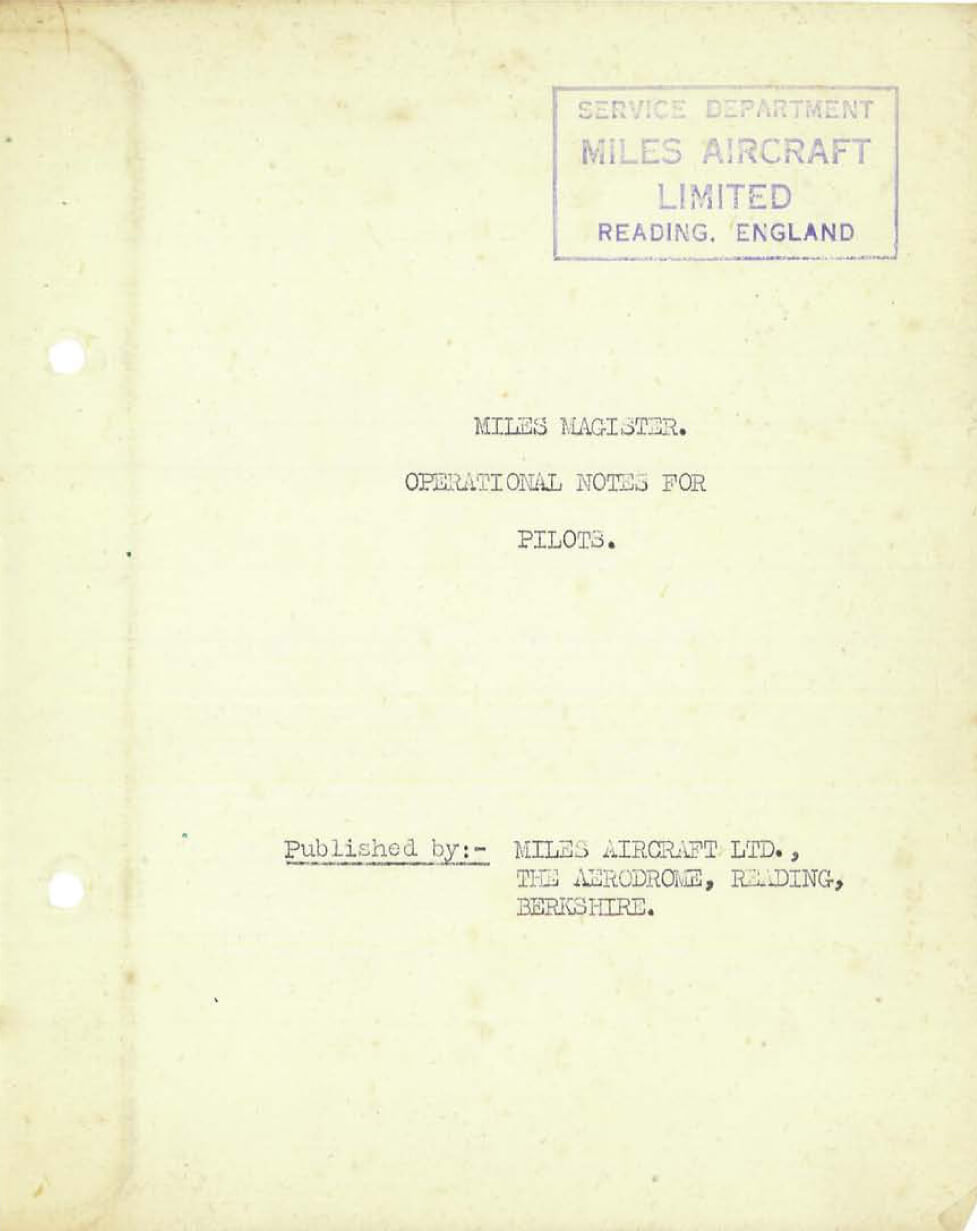 SERVICE DEPARTMENT
MILES AIRCRAFT
LIMITED
READING. ENGLAND
MILES MAGISTER.
OPERATIONAL NOTES FOR
PILOTS.
Published by:- MILES AIRCRAFT LTD.,
THE AERODROME, READING,
BERKSHIRE.